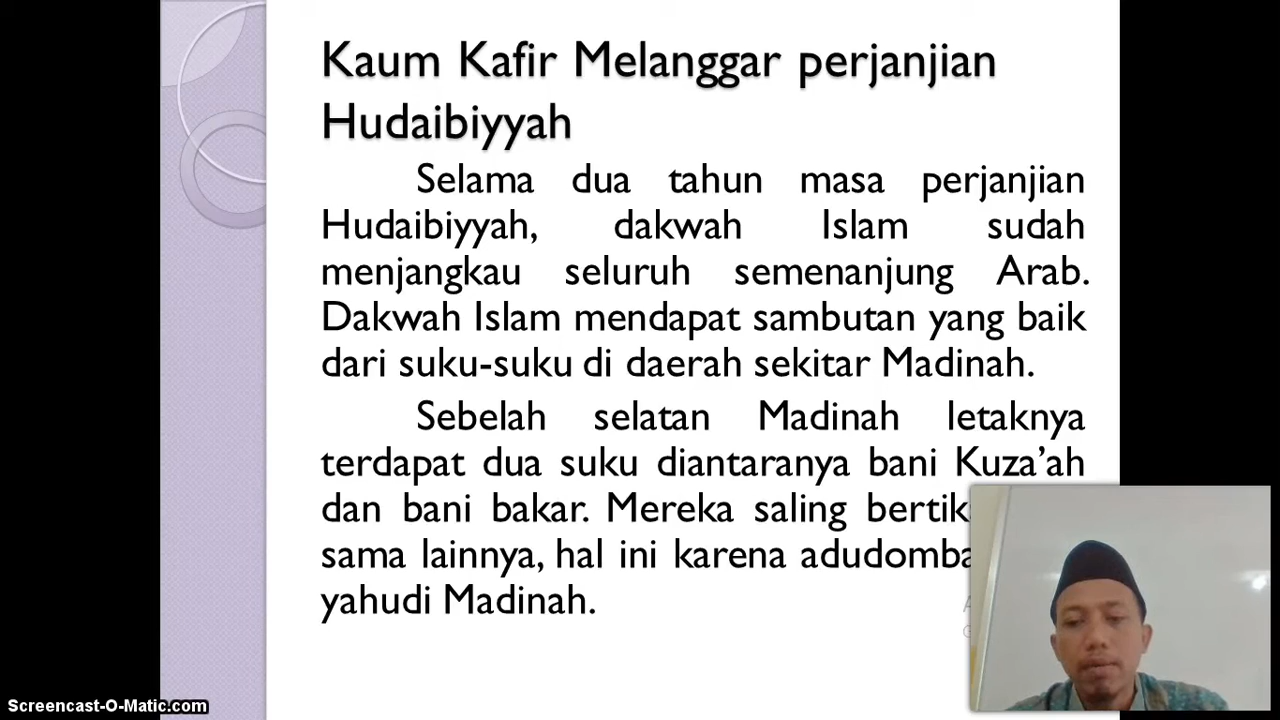 Kaum Kafir Melanggar perjanjian
Hudaibiyyah
Selama dua tahun masa perjanjian
Hudaibiyyah, dakwah Islam sudah
menjangkau seluruh semenanjung Arab.
Dakwah Islam mendapat sambutan yang baik
dari suku-suku di daerah sekitar Madinah.
Sebelah selatan Madinah letaknya
terdapat dua suku diantaranya bani Kuza’ah
dan bani bakar. Mereka saling
sama lainnya, hal ini karena
yahudi Madinah.
Screencast-O-Matic.com